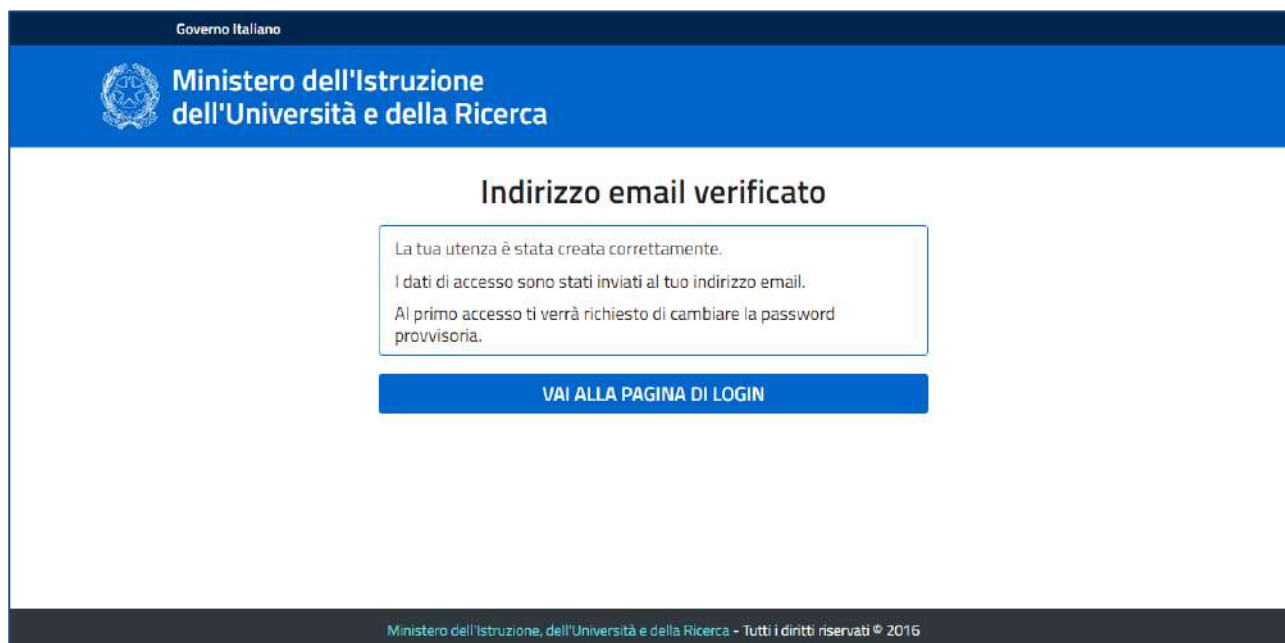 Governo Italiano
Ministero dell'Istruzione
dell'Università e della Ricerca
Indirizzo email verificato
La tua utenza è stata creata correttamente.
I dati di accesso sono stati inviati al tuo indirizzo email.
Al primo accesso ti verrà richiesto di cambiare la password
provvisoria.
VAI ALLA PAGINA DI LOGIN
Ministero dell'Istruzione, dell'Università e della Ricerca - Tutti i diritti riservati © 2016